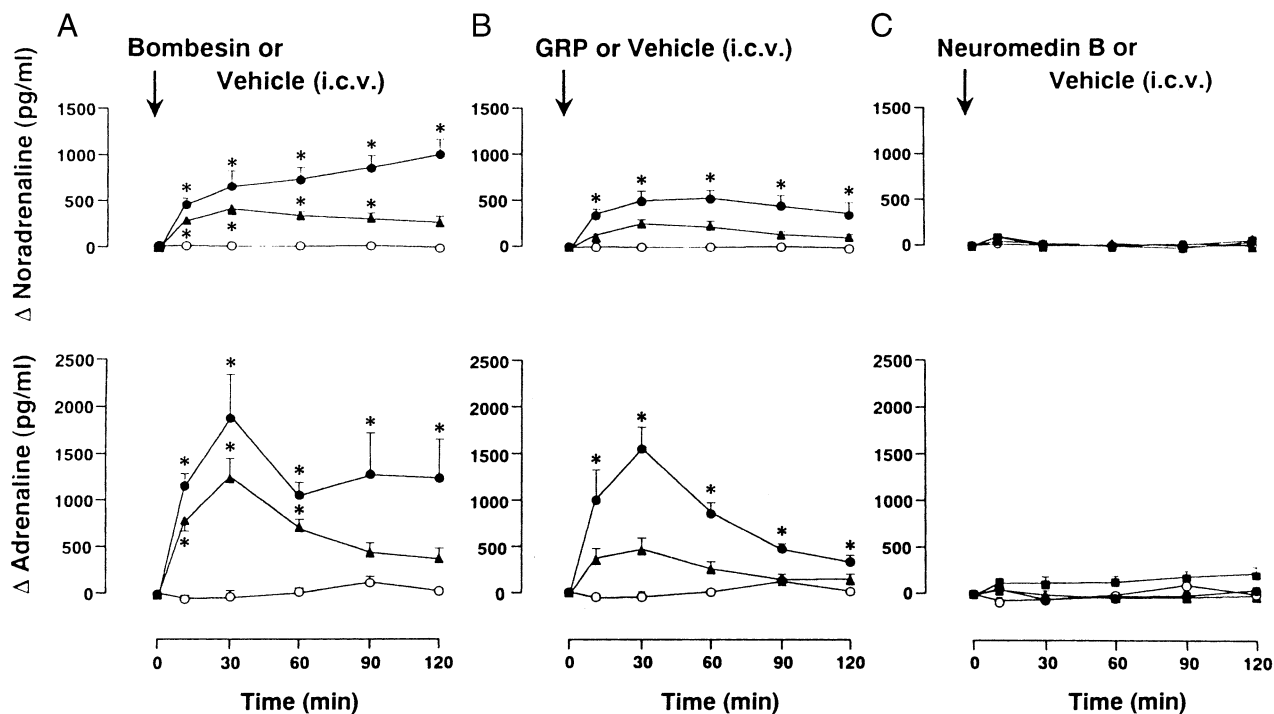 A
Bombesin or
Vehicle (i.c.v.)
B
GRP or Vehicle (i.c.v.)
C
Neuromedin B or
Vehicle (i.c.v.)
Δ Noradrenaline (pg/ml)
1500
1000
500
0
* * * * *
* * * *
1500
1000
500
0
* * * * *
1500
1000
500
0
Δ Adrenaline (pg/ml)
2500
2000
1500
1000
500
0
* * * * *
* * *
2500
2000
1500
1000
500
0
* * * * *
2500
2000
1500
1000
500
0
0 30 60 90 120
Time (min)
0 30 60 90 120
Time (min)
0 30 60 90 120
Time (min)